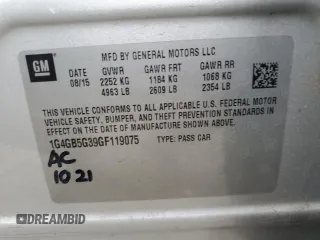 GM
MFD BY GENERAL MOTORS LLC
DATE GVWR GAWR FRT GAWR RR
08/15 2252 KG 1184 KG 1068 KG
4963 LB 2609 LB 2354 LB
THIS VEHICLE CONFORMS TO ALL APPLICABLE U.S. FEDERAL MOTOR
VEHICLE SAFETY, BUMPER, AND THEFT PREVENTION STANDARDS
IN EFFECT ON THE DATE OF MANUFACTURE SHOWN ABOVE.
1G4GB5G39GF119075 TYPE: PASS CAR
AC
10 21
AUTOBIDMASTER